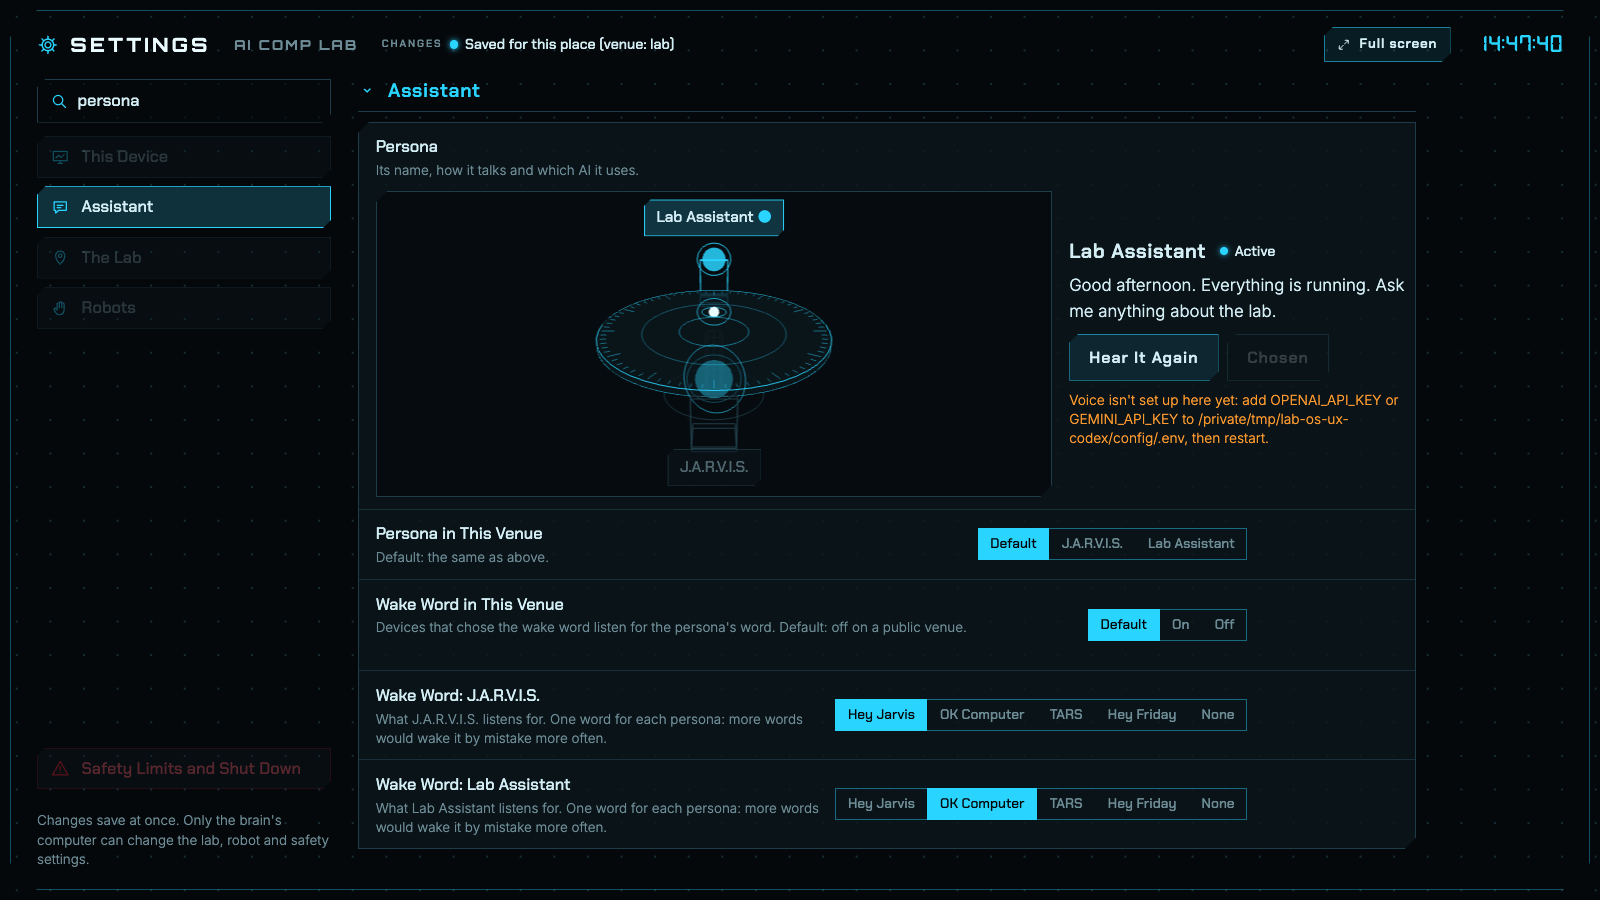 SETTINGS AI COMP LAB CHANGES Saved for this place (venue: lab)
Full screen
14:47:40
persona
This Device
Assistant
The Lab
Robots
Safety Limits and Shut Down
Changes save at once. Only the brain's
computer can change the lab, robot and safety
settings.
Assistant
Persona
Its name, how it talks and which AI it uses.
Lab Assistant
J.A.R.V.I.S.
Lab Assistant Active
Good afternoon. Everything is running. Ask
me anything about the lab.
Hear It Again Chosen
Voice isn't set up here yet: add OPENAI_API_KEY or
GEMINI_API_KEY to /private/tmp/lab-os-ux-
codex/config/.env, then restart.
Persona in This Venue
Default: the same as above.
Default J.A.R.V.I.S. Lab Assistant
Wake Word in This Venue
Devices that chose the wake word listen for the persona's word. Default: off on a public venue.
Default On Off
Wake Word: J.A.R.V.I.S.
What J.A.R.V.I.S. listens for. One word for each persona: more words
would wake it by mistake more often.
Hey Jarvis OK Computer TARS Hey Friday None
Wake Word: Lab Assistant
What Lab Assistant listens for. One word for each persona: more words
would wake it by mistake more often.
Hey Jarvis OK Computer TARS Hey Friday None